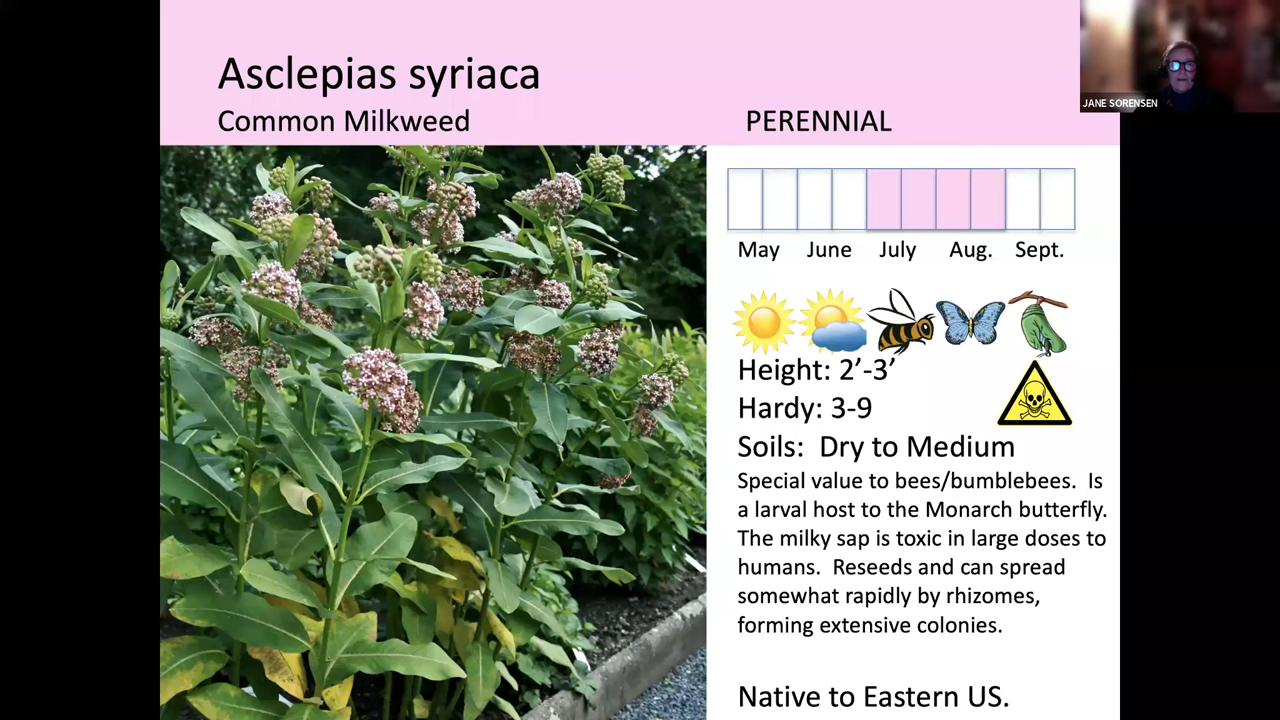 Asclepias syriaca
Common Milkweed
PERENNIAL
JANE SORENSEN
May June July Aug. Sept.
Height: 2’-3’
Hardy: 3-9
Soils: Dry to Medium
Special value to bees/bumblebees. Is
a larval host to the Monarch butterfly.
The milky sap is toxic in large doses to
humans. Reseeds and can spread
somewhat rapidly by rhizomes,
forming extensive colonies.
Native to Eastern US.